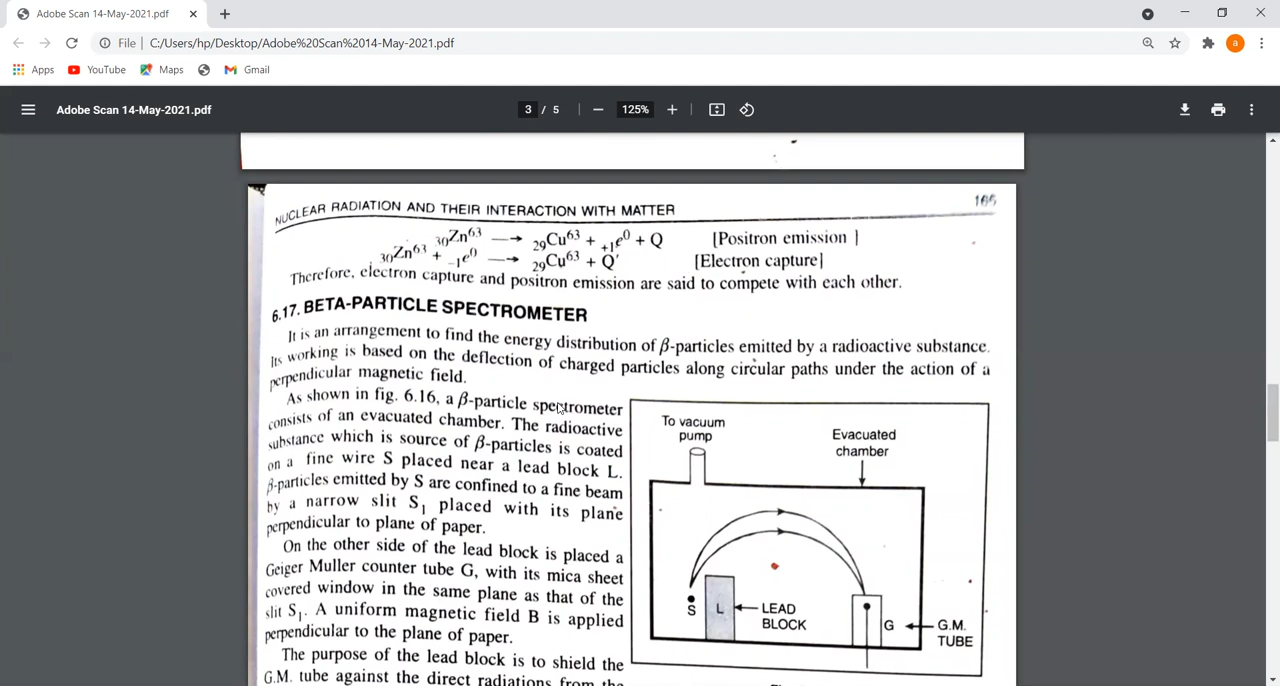 Adobe Scan 14-May-2021.pdf
File | C:/Users/hp/Desktop/Adobe%20Scan%2014-May-2021.pdf
a
Apps YouTube Maps Gmail
Adobe Scan 14-May-2021.pdf 3 / 5 125%
NUCLEAR RADIATION AND THEIR INTERACTION WITH MATTER 165
₃₀Zn⁶³ → ₂₉Cu⁶³ + ₊₁e⁰ + Q [Positron emission ]
₃₀Zn⁶³ + ₋₁e⁰ → ₂₉Cu⁶³ + Q' [Electron capture]
Therefore, electron capture and positron emission are said to compete with each other.
6.17. BETA-PARTICLE SPECTROMETER
It is an arrangement to find the energy distribution of β-particles emitted by a radioactive substance.
Its working is based on the deflection of charged particles along circular paths under the action of a
perpendicular magnetic field.
As shown in fig. 6.16, a β-particle spectrometer
consists of an evacuated chamber. The radioactive
substance which is source of β-particles is coated
on a fine wire S placed near a lead block L.
β-particles emitted by S are confined to a fine beam
by a narrow slit S₁ placed with its plane
perpendicular to plane of paper.
On the other side of the lead block is placed a
Geiger Muller counter tube G, with its mica sheet
covered window in the same plane as that of the
slit S₁. A uniform magnetic field B is applied
perpendicular to the plane of paper.
The purpose of the lead block is to shield the
G.M. tube against the direct radiations from the
To vacuum
pump
Evacuated
chamber
S
L
LEAD
BLOCK
G
G.M.
TUBE